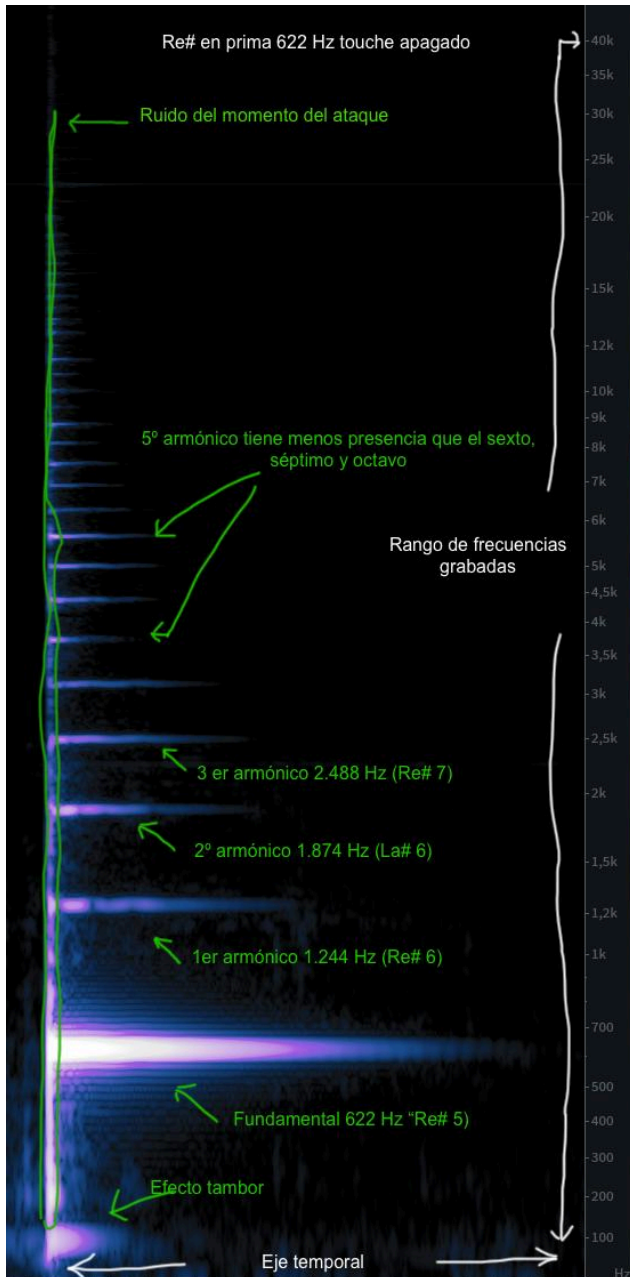 Re# en prima 622 Hz touche apagado
40k
35k
Ruido del momento del ataque
30k
25k
20k
15k
10k
9k
5º armónico tiene menos presencia que el sexto,
séptimo y octavo
8k
7k
6k
Rango de frecuencias
grabadas
5k
4,5k
4k
3,5k
3k
2,5k
3 er armónico 2.488 Hz (Re# 7)
2k
2º armónico 1.874 Hz (La# 6)
1,5k
1,2k
1er armónico 1.244 Hz (Re# 6)
1k
700
500
Fundamental 622 Hz “Re# 5)
400
300
Efecto tambor
200
100
Eje temporal
Hz